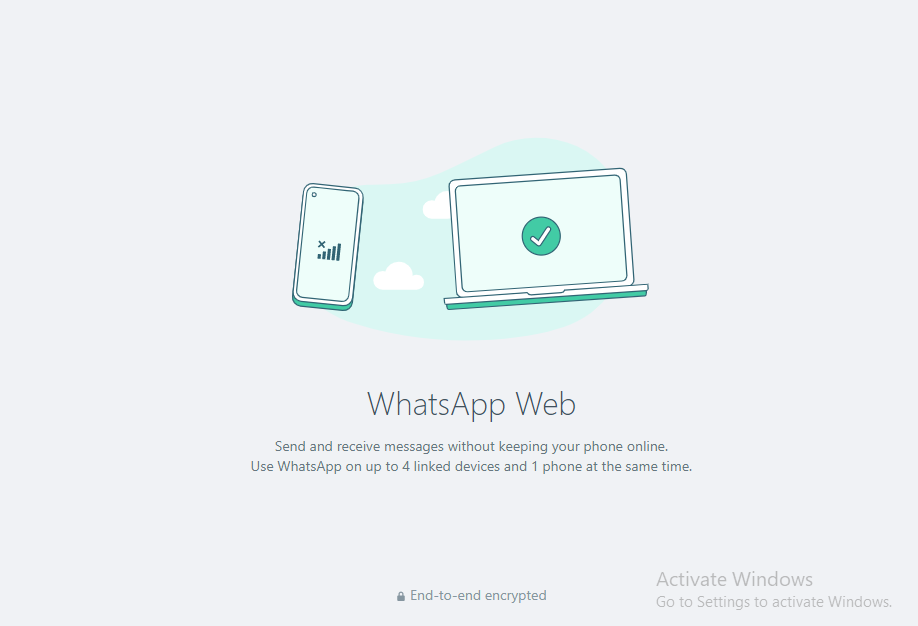 WhatsApp Web
Send and receive messages without keeping your phone online.
Use WhatsApp on up to 4 linked devices and 1 phone at the same time.
End-to-end encrypted
Activate Windows
Go to Settings to activate Windows.